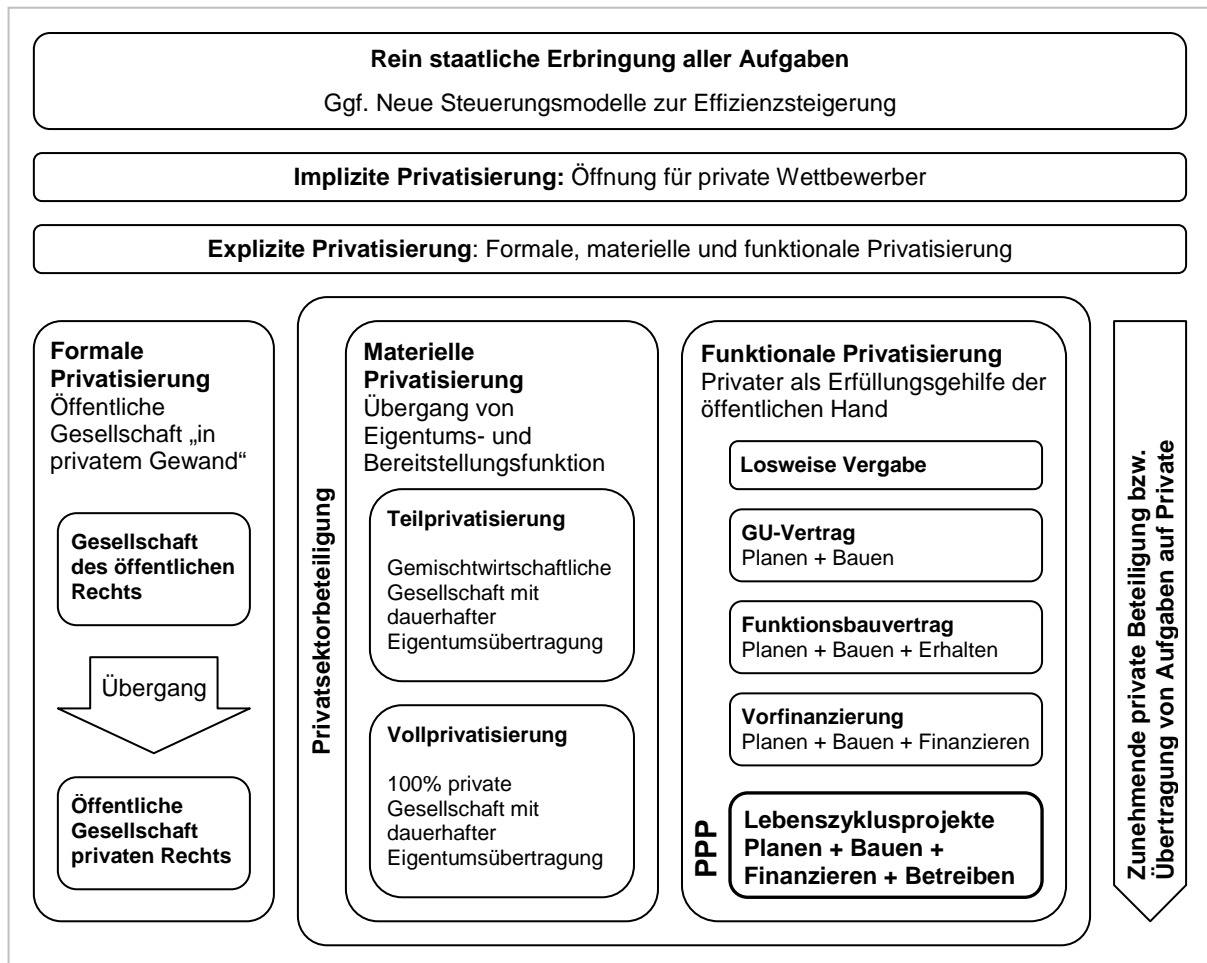 Rein staatliche Erbringung aller Aufgaben
Ggf. Neue Steuerungsmodelle zur Effizienzsteigerung
Implizite Privatisierung: Öffnung für private Wettbewerber
Explizite Privatisierung: Formale, materielle und funktionale Privatisierung
Formale
Privatisierung
Öffentliche
Gesellschaft „in
privatem Gewand“
Gesellschaft
des öffentlichen
Rechts
Übergang
Öffentliche
Gesellschaft
privaten Rechts
Privatsektorbeteiligung
Materielle
Privatisierung
Übergang von
Eigentums- und
Bereitstellungsfunktion
Teilprivatisierung
Gemischtwirtschaftliche
Gesellschaft mit
dauerhafter
Eigentumsübertragung
Vollprivatisierung
100% private
Gesellschaft mit
dauerhafter
Eigentumsübertragung
Funktionale Privatisierung
Privater als Erfüllungsgehilfe der
öffentlichen Hand
Losweise Vergabe
GU-Vertrag
Planen + Bauen
Funktionsbauvertrag
Planen + Bauen + Erhalten
Vorfinanzierung
Planen + Bauen + Finanzieren
PPP
Lebenszyklusprojekte
Planen + Bauen +
Finanzieren + Betreiben
Zunehmende private Beteiligung bzw.
Übertragung von Aufgaben auf Private